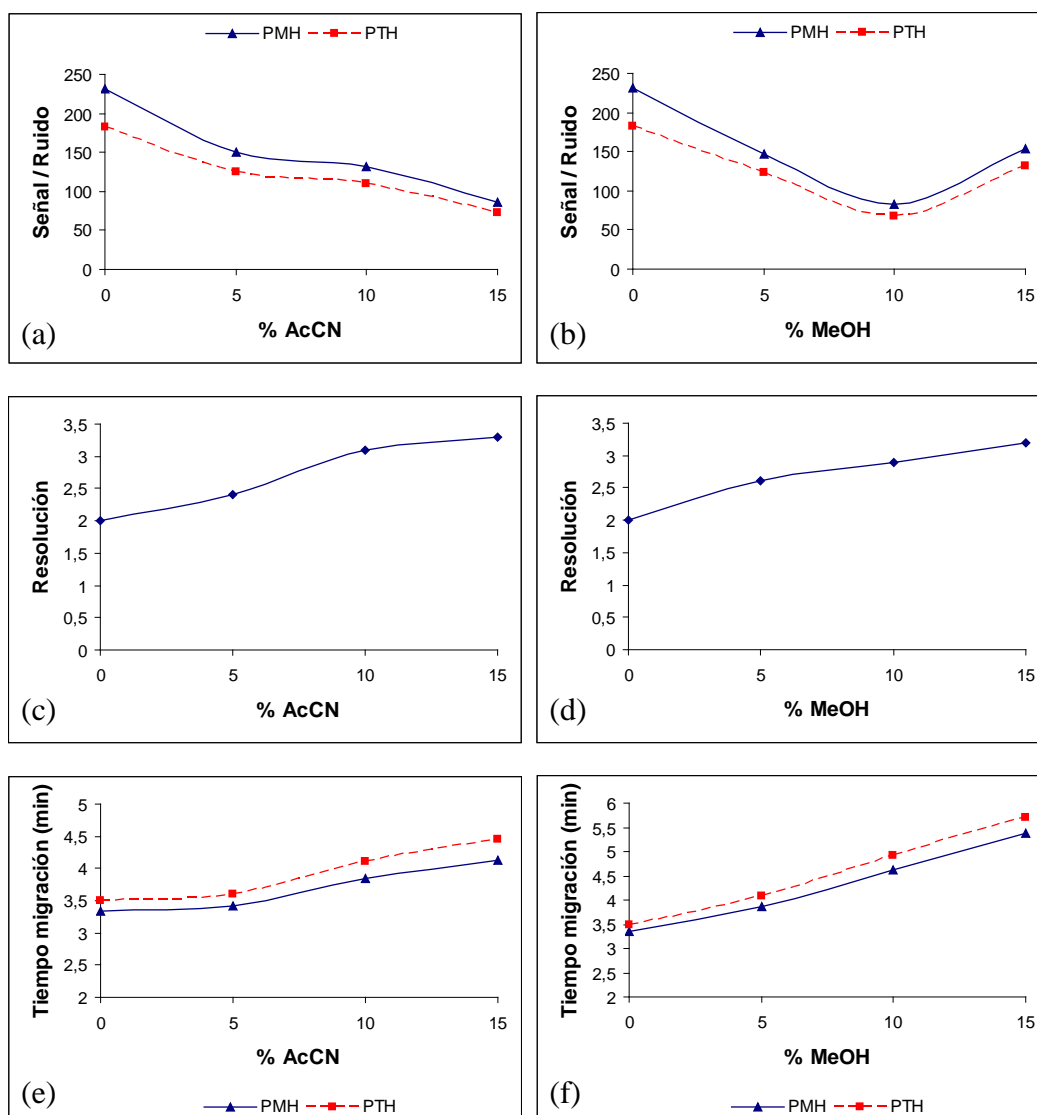 PMH PTH
Señal / Ruido
250
200
150
100
50
0
0 5 10 15
% AcCN
(a)
PMH PTH
Señal / Ruido
250
200
150
100
50
0
0 5 10 15
% MeOH
(b)
Resolución
3,5
3
2,5
2
1,5
1
0,5
0
0 5 10 15
% AcCN
(c)
Resolución
3,5
3
2,5
2
1,5
1
0,5
0
0 5 10 15
% MeOH
(d)
Tiempo migración (min)
5
4,5
4
3,5
3
2,5
2
0 5 10 15
% AcCN
(e)
PMH PTH
Tiempo migración (min)
6
5,5
5
4,5
4
3,5
3
2,5
2
0 5 10 15
% MeOH
(f)
PMH PTH